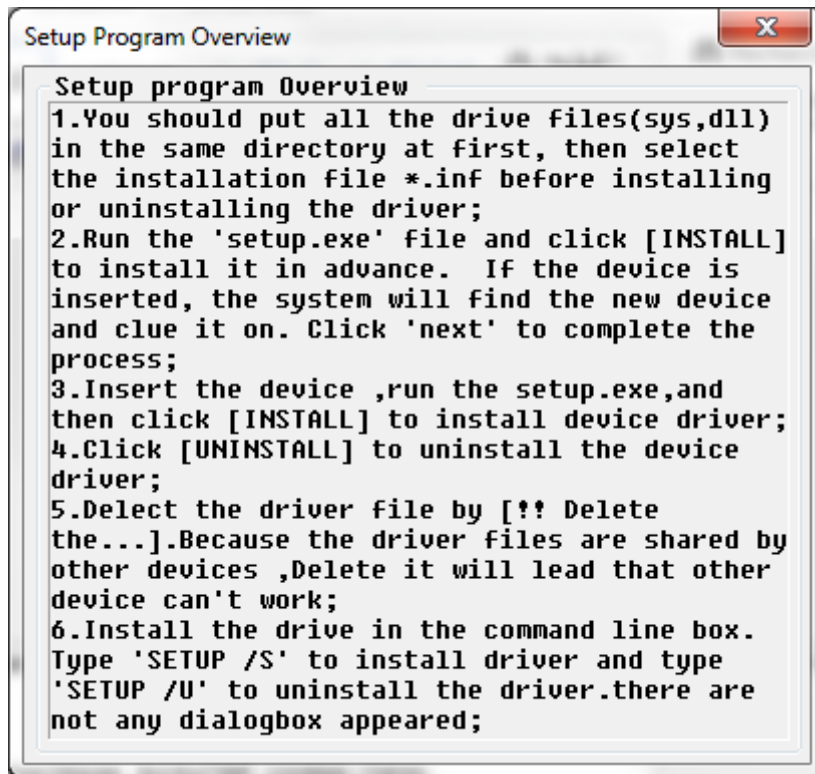 Setup Program Overview
Setup program Overview
1.You should put all the drive files(sys,dll)
in the same directory at first, then select
the installation file *.inf before installing
or uninstalling the driver;
2.Run the 'setup.exe' file and click [INSTALL]
to install it in advance.  If the device is
inserted, the system will find the new device
and clue it on. Click 'next' to complete the
process;
3.Insert the device ,run the setup.exe,and
then click [INSTALL] to install device driver;
4.Click [UNINSTALL] to uninstall the device
driver;
5.Delect the driver file by [!! Delete
the...].Because the driver files are shared by
other devices ,Delete it will lead that other
device can't work;
6.Install the drive in the command line box.
Type 'SETUP /S' to install driver and type
'SETUP /U' to uninstall the driver.there are
not any dialogbox appeared;